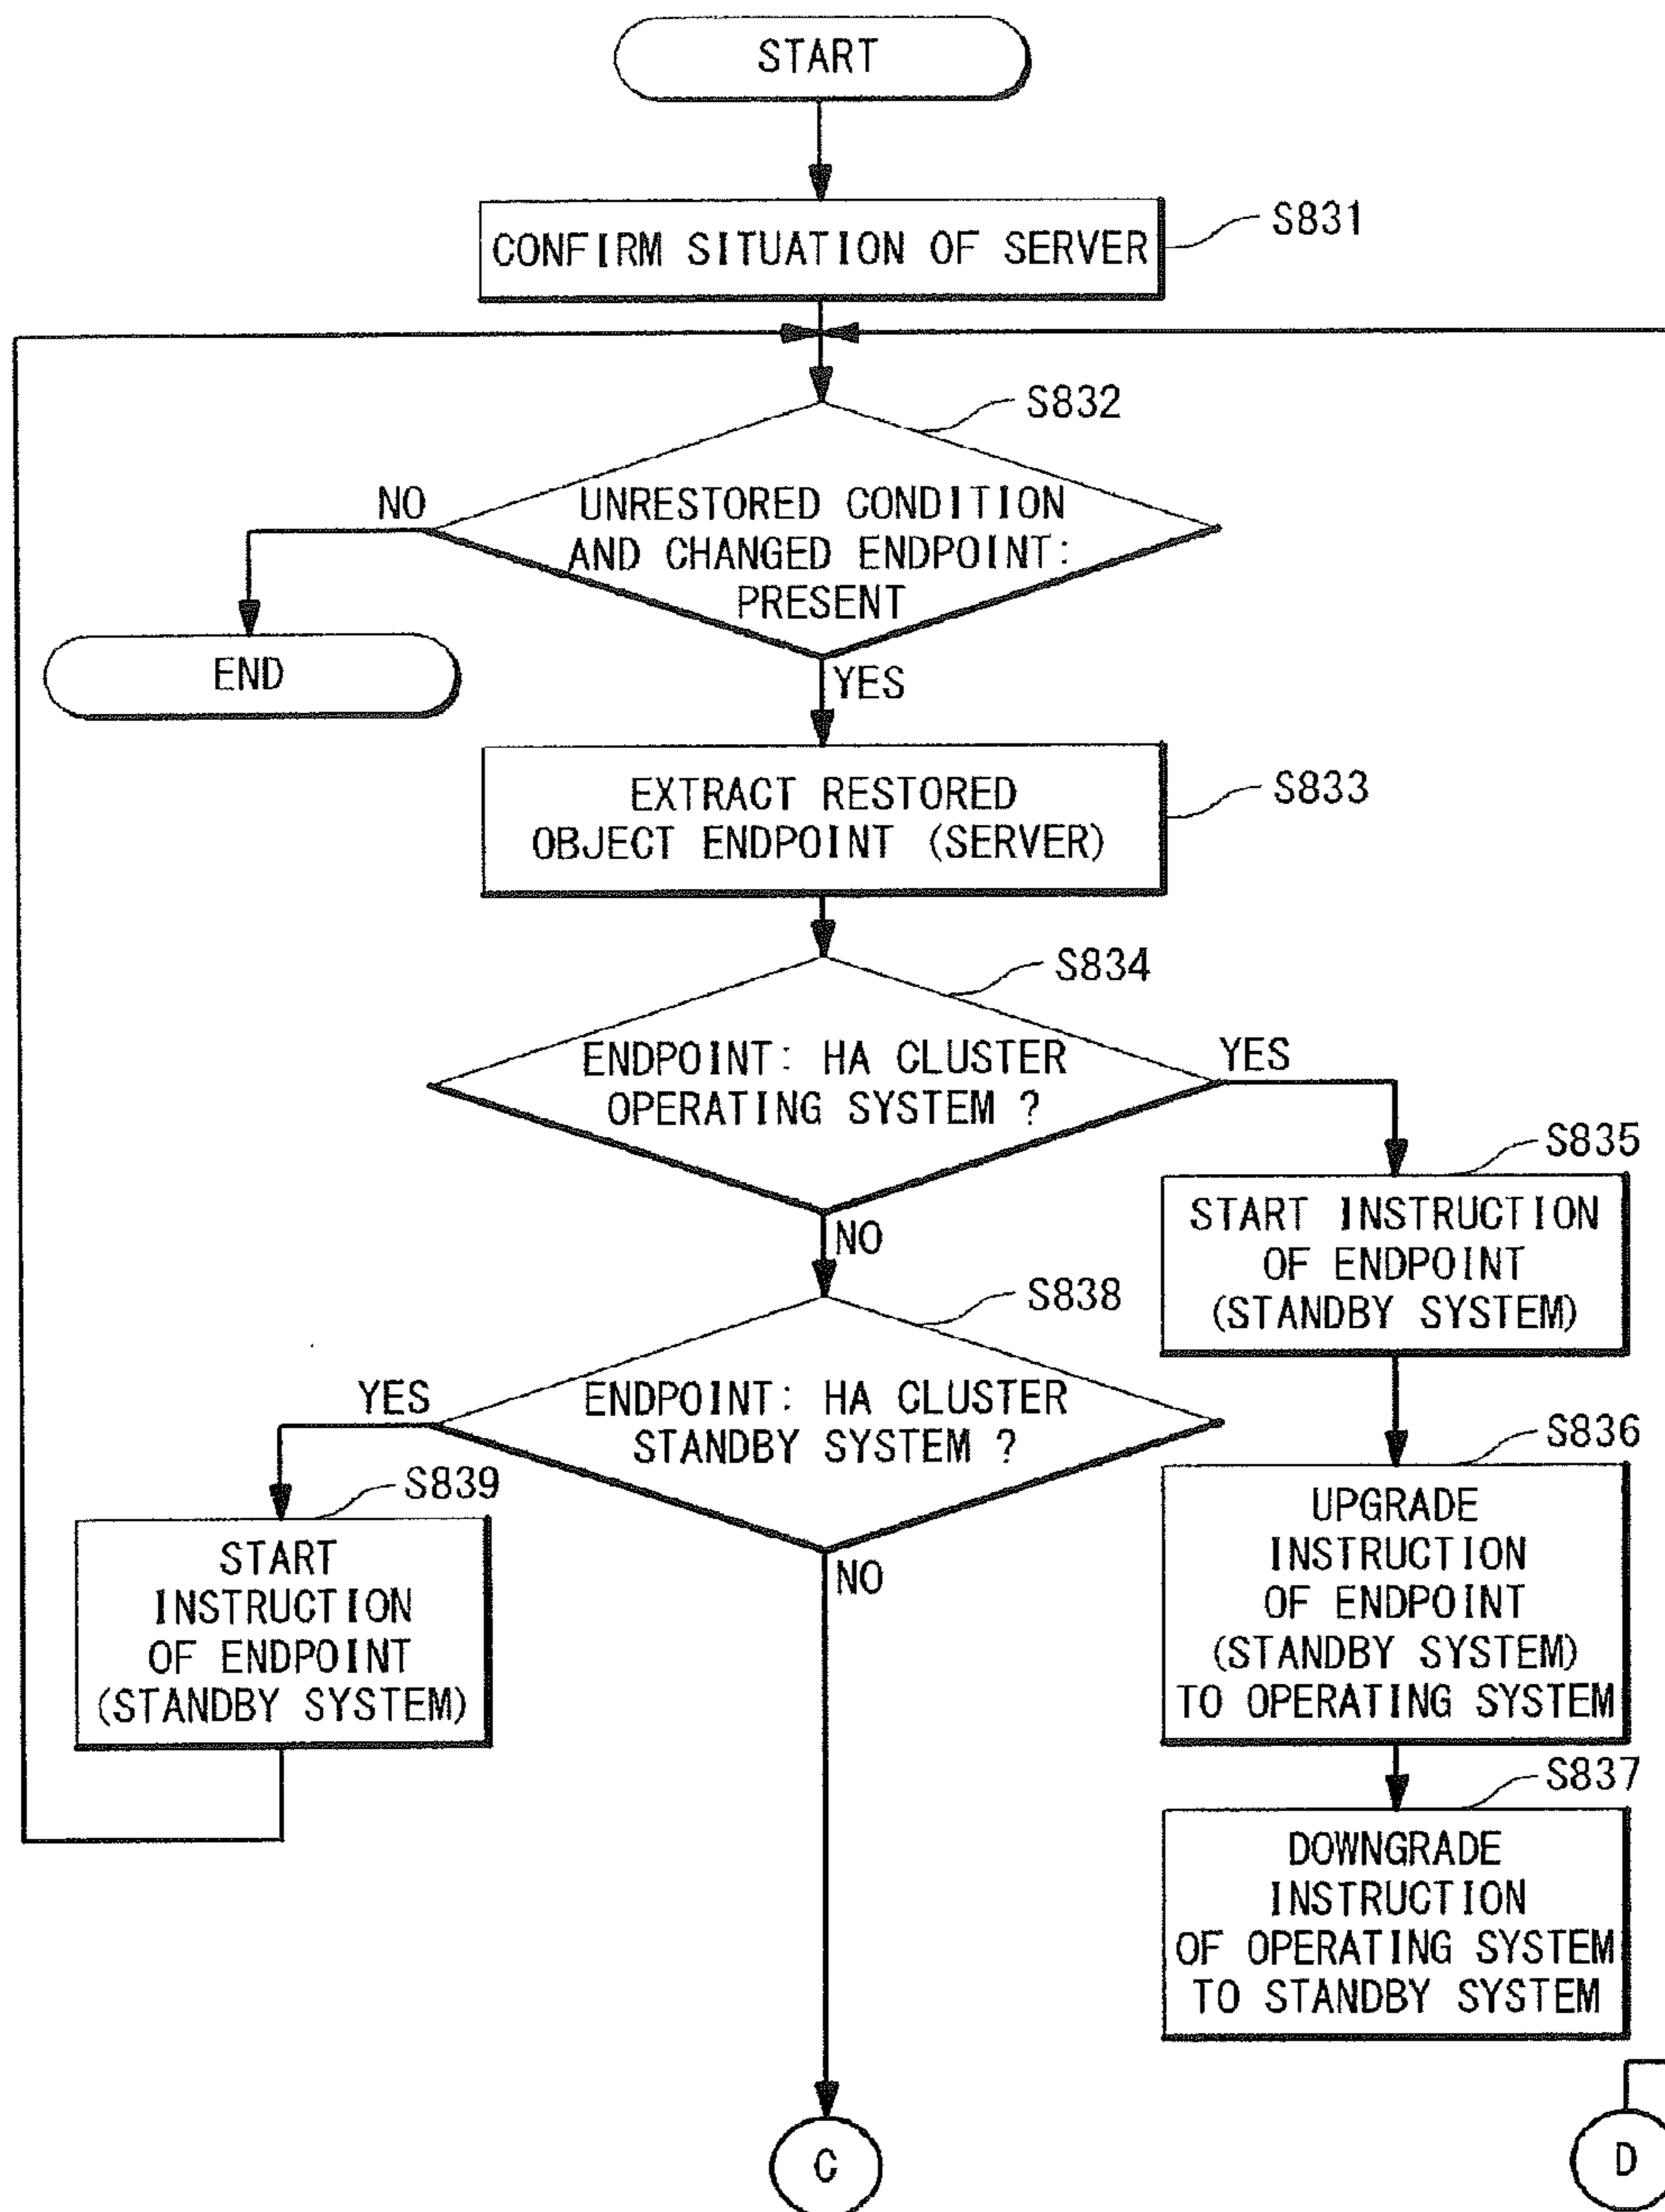 START
S831
CONFIRM SITUATION OF SERVER
S832
NO
UNRESTORED CONDITION
AND CHANGED ENDPOINT:
PRESENT
END
YES
S833
EXTRACT RESTORED
OBJECT ENDPOINT (SERVER)
S834
ENDPOINT: HA CLUSTER
OPERATING SYSTEM ?
YES
S835
START INSTRUCTION
OF ENDPOINT
(STANDBY SYSTEM)
NO
S838
YES
ENDPOINT: HA CLUSTER
STANDBY SYSTEM ?
S836
UPGRADE
INSTRUCTION
OF ENDPOINT
(STANDBY SYSTEM)
TO OPERATING SYSTEM
S839
START
INSTRUCTION
OF ENDPOINT
(STANDBY SYSTEM)
NO
S837
DOWNGRADE
INSTRUCTION
OF OPERATING SYSTEM
TO STANDBY SYSTEM
C
D